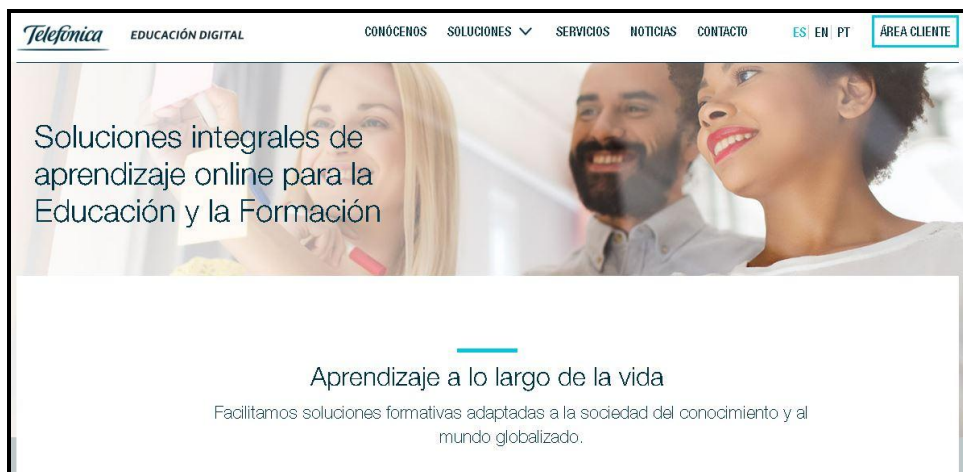 Telefónica EDUCACIÓN DIGITAL CONÓCENOS SOLUCIONES SERVICIOS NOTICIAS CONTACTO ES| EN| PT ÁREA CLIENTE
Soluciones integrales de
aprendizaje online para la
Educación y la Formación
Aprendizaje a lo largo de la vida
Facilitamos soluciones formativas adaptadas a la sociedad del conocimiento y al
mundo globalizado.